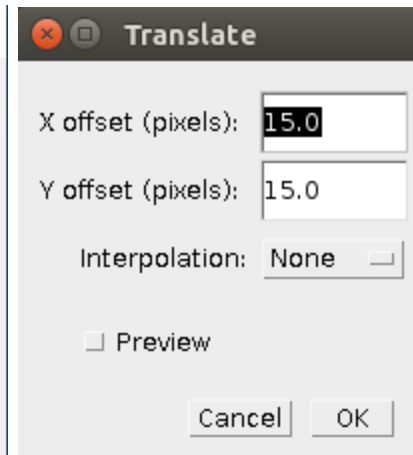 Translate
X offset (pixels): 15.0
Y offset (pixels): 15.0
Interpolation: None
Preview
Cancel OK